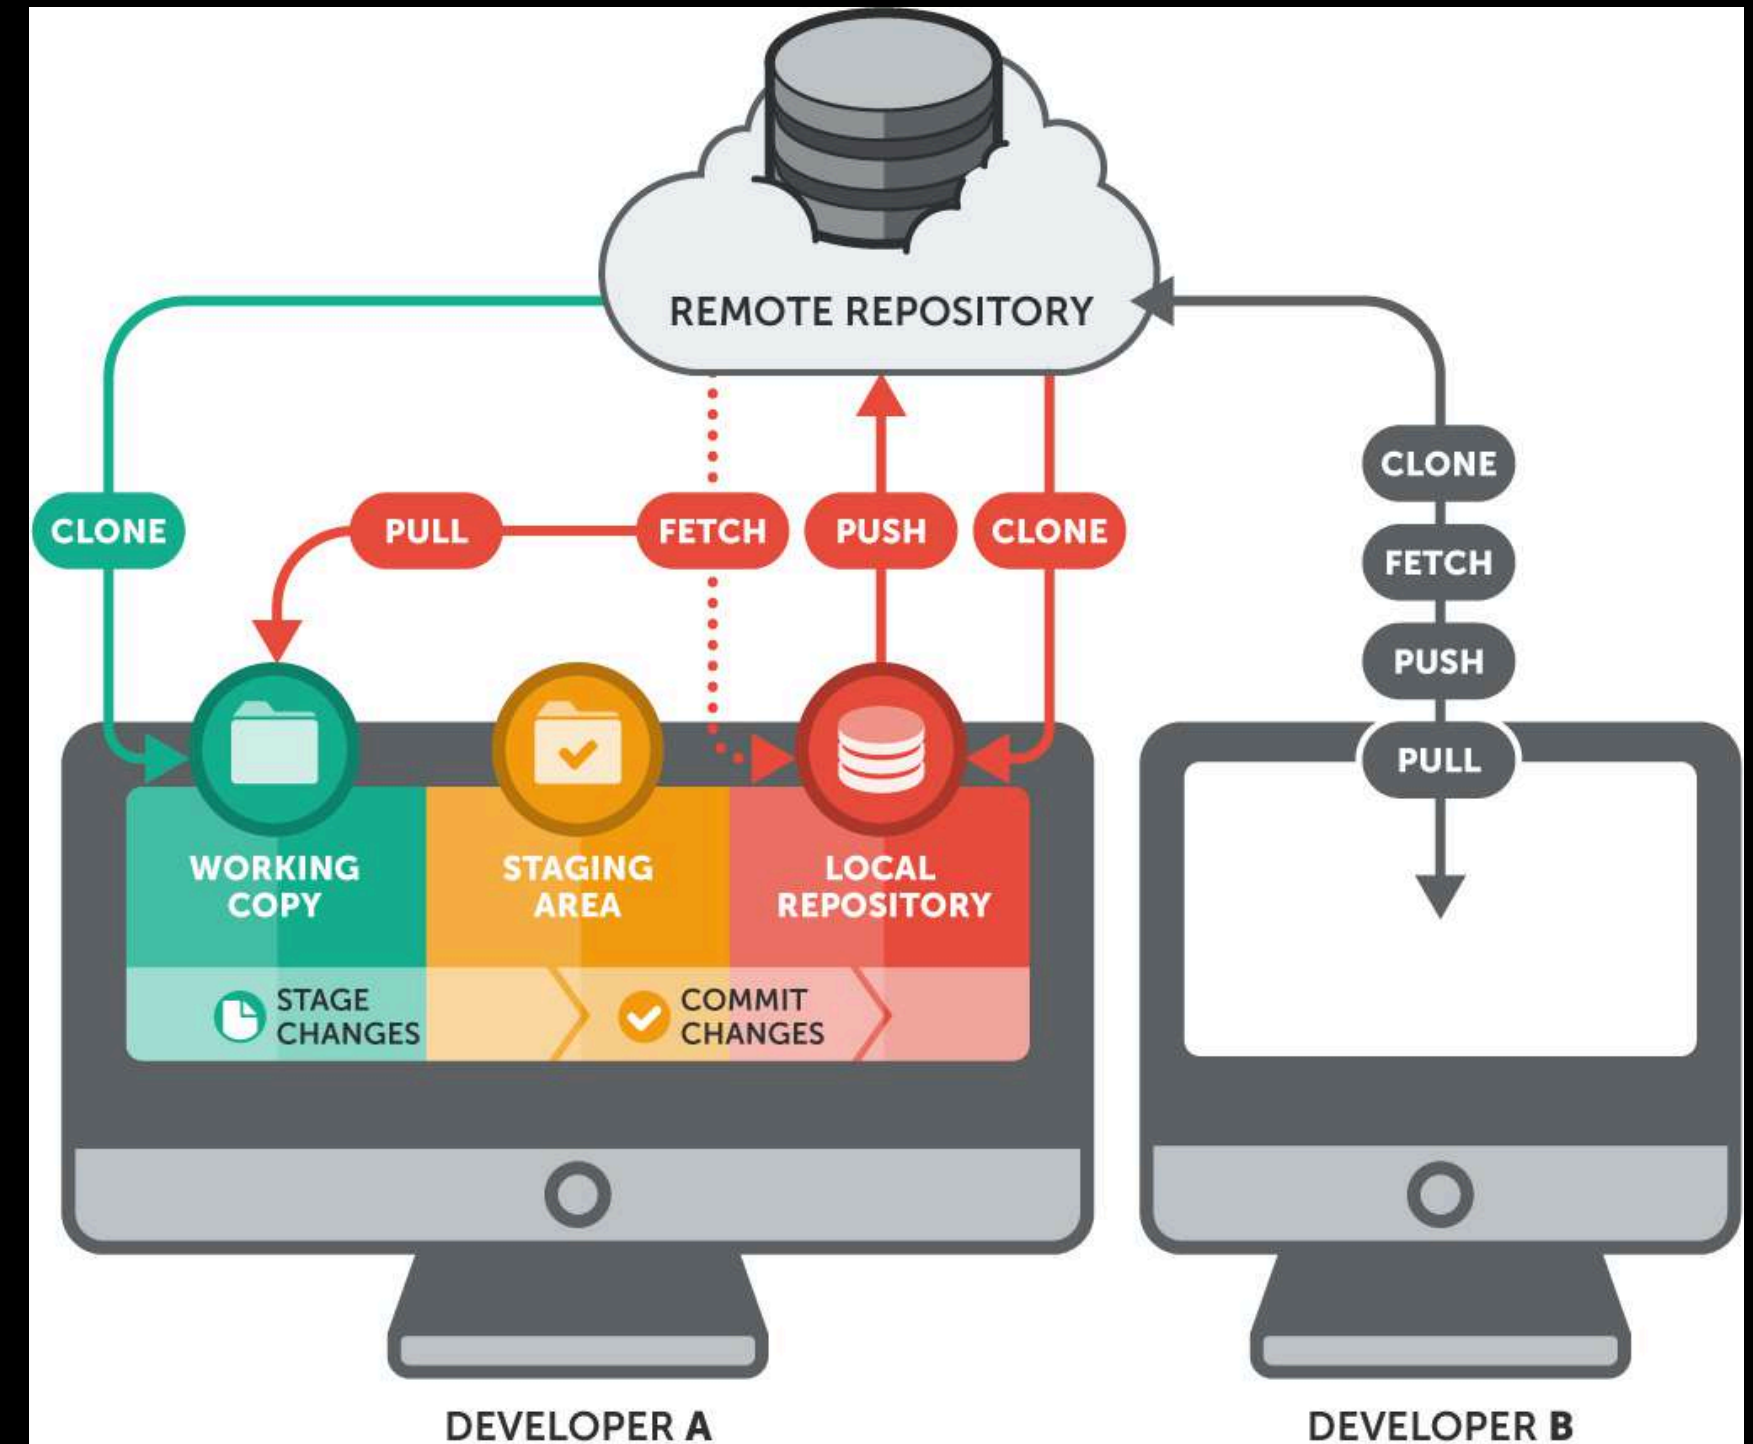 REMOTE REPOSITORY
CLONE
PULL
FETCH
PUSH
CLONE
CLONE
FETCH
PUSH
PULL
WORKING
COPY
STAGING
AREA
LOCAL
REPOSITORY
STAGE
CHANGES
COMMIT
CHANGES
DEVELOPER A
DEVELOPER B